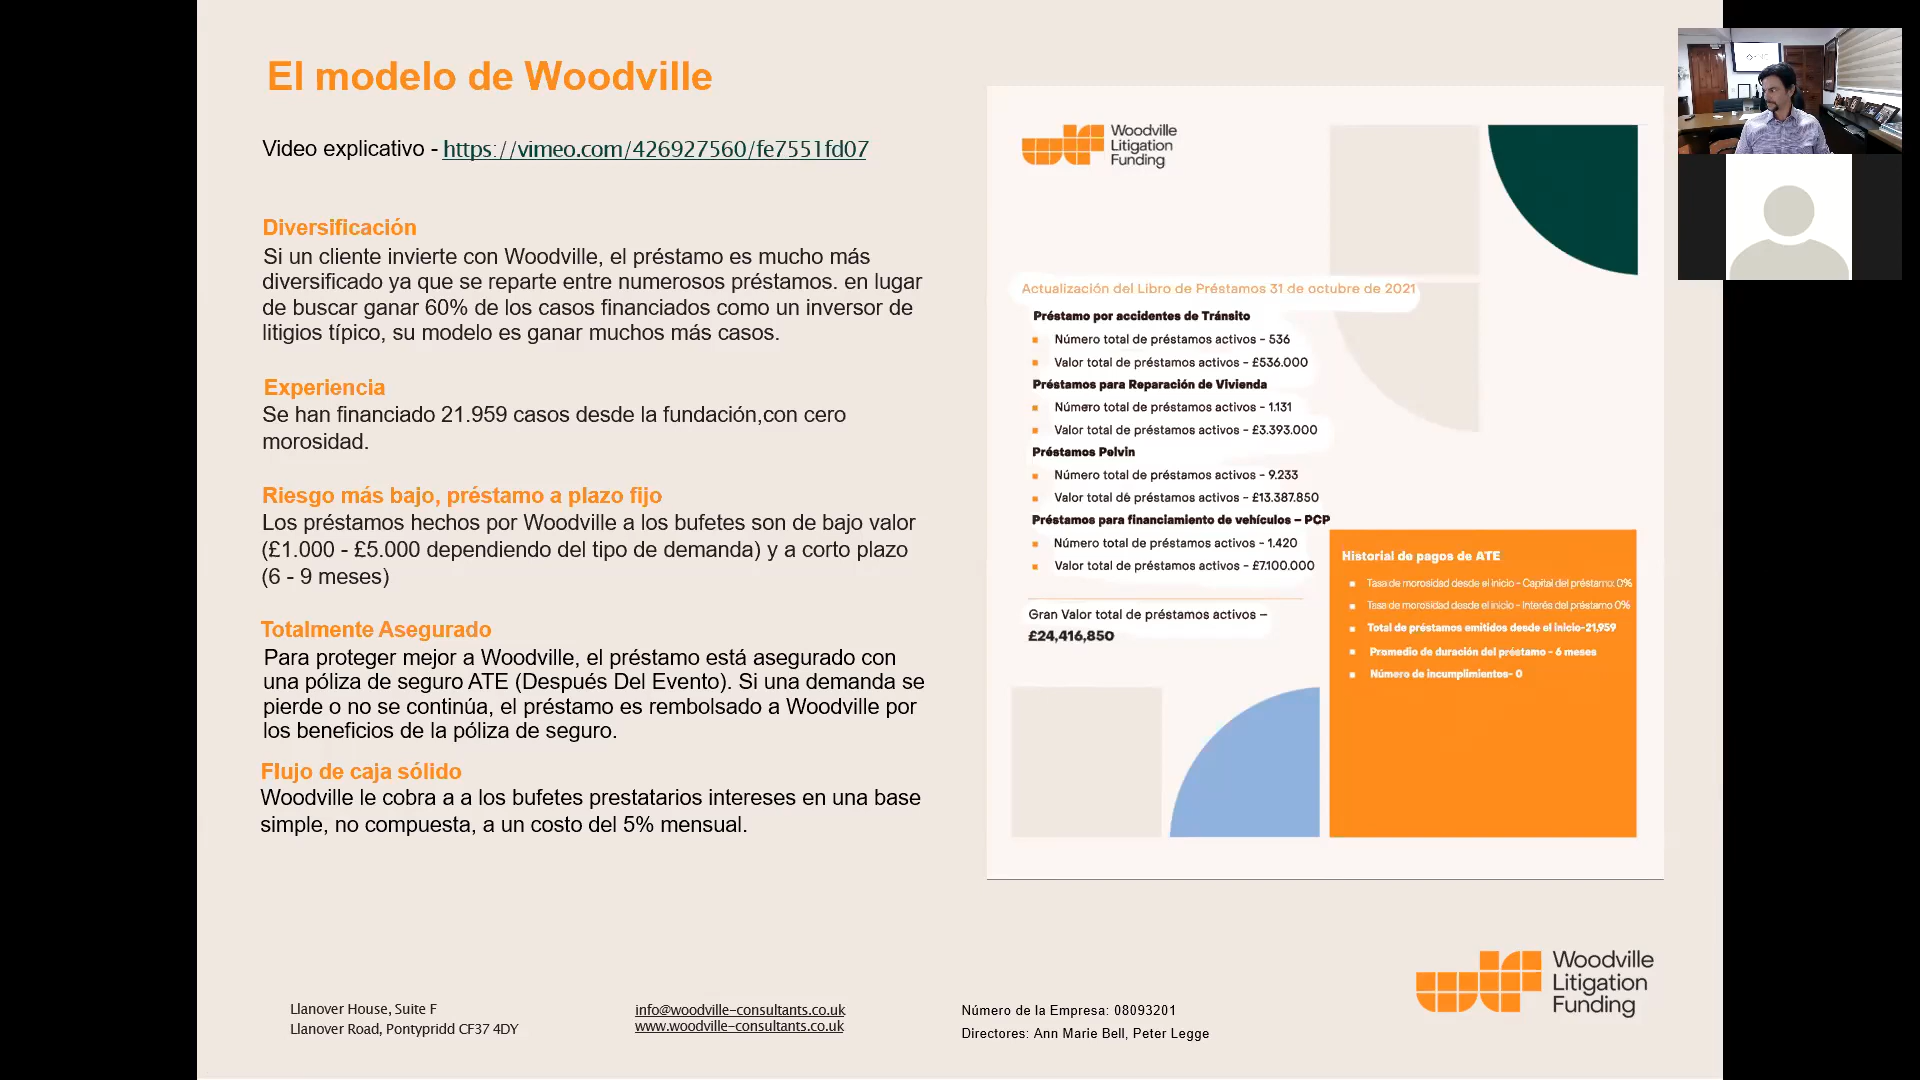 El modelo de Woodville
Video explicativo - https://vimeo.com/426927560/fe7551fd07
Diversificación
Si un cliente invierte con Woodville, el préstamo es mucho más
diversificado ya que se reparte entre numerosos préstamos. en lugar
de buscar ganar 60% de los casos financiados como un inversor de
litigios típico, su modelo es ganar muchos más casos.
Experiencia
Se han financiado 21.959 casos desde la fundación,con cero
morosidad.
Riesgo más bajo, préstamo a plazo fijo
Los préstamos hechos por Woodville a los bufetes son de bajo valor
(£1.000 - £5.000 dependiendo del tipo de demanda) y a corto plazo
(6 - 9 meses)
Totalmente Asegurado
Para proteger mejor a Woodville, el préstamo está asegurado con
una póliza de seguro ATE (Después Del Evento). Si una demanda se
pierde o no se continúa, el préstamo es rembolsado a Woodville por
los beneficios de la póliza de seguro.
Flujo de caja sólido
Woodville le cobra a a los bufetes prestatarios intereses en una base
simple, no compuesta, a un costo del 5% mensual.
Woodville
Litigation
Funding
Actualización del Libro de Préstamos 31 de octubre de 2021
Préstamo por accidentes de Tránsito
Número total de préstamos activos - 536
Valor total de préstamos activos - £536.000
Préstamos para Reparación de Vivienda
Número total de préstamos activos - 1.131
Valor total de préstamos activos - £3.393.000
Préstamos Pelvin
Número total de préstamos activos - 9.233
Valor total dé préstamos activos - £13.387.850
Préstamos para financiamiento de vehículos – PCP
Número total de préstamos activos - 1.420
Valor total de préstamos activos - £7.100.000
Gran Valor total de préstamos activos –
£24,416,850
Historial de pagos de ATE
Tasa de morosidad desde el inicio - Capital del préstamo: 0%
Tasa de morosidad desde el inicio - Interés del préstamo 0%
Total de préstamos emitidos desde el inicio-21,959
Promedio de duración del préstamo - 6 meses
Número de incumplimientos- 0
Woodville
Litigation
Funding
Llanover House, Suite F
Llanover Road, Pontypridd CF37 4DY
info@woodville-consultants.co.uk
www.woodville-consultants.co.uk
Número de la Empresa: 08093201
Directores: Ann Marie Bell, Peter Legge